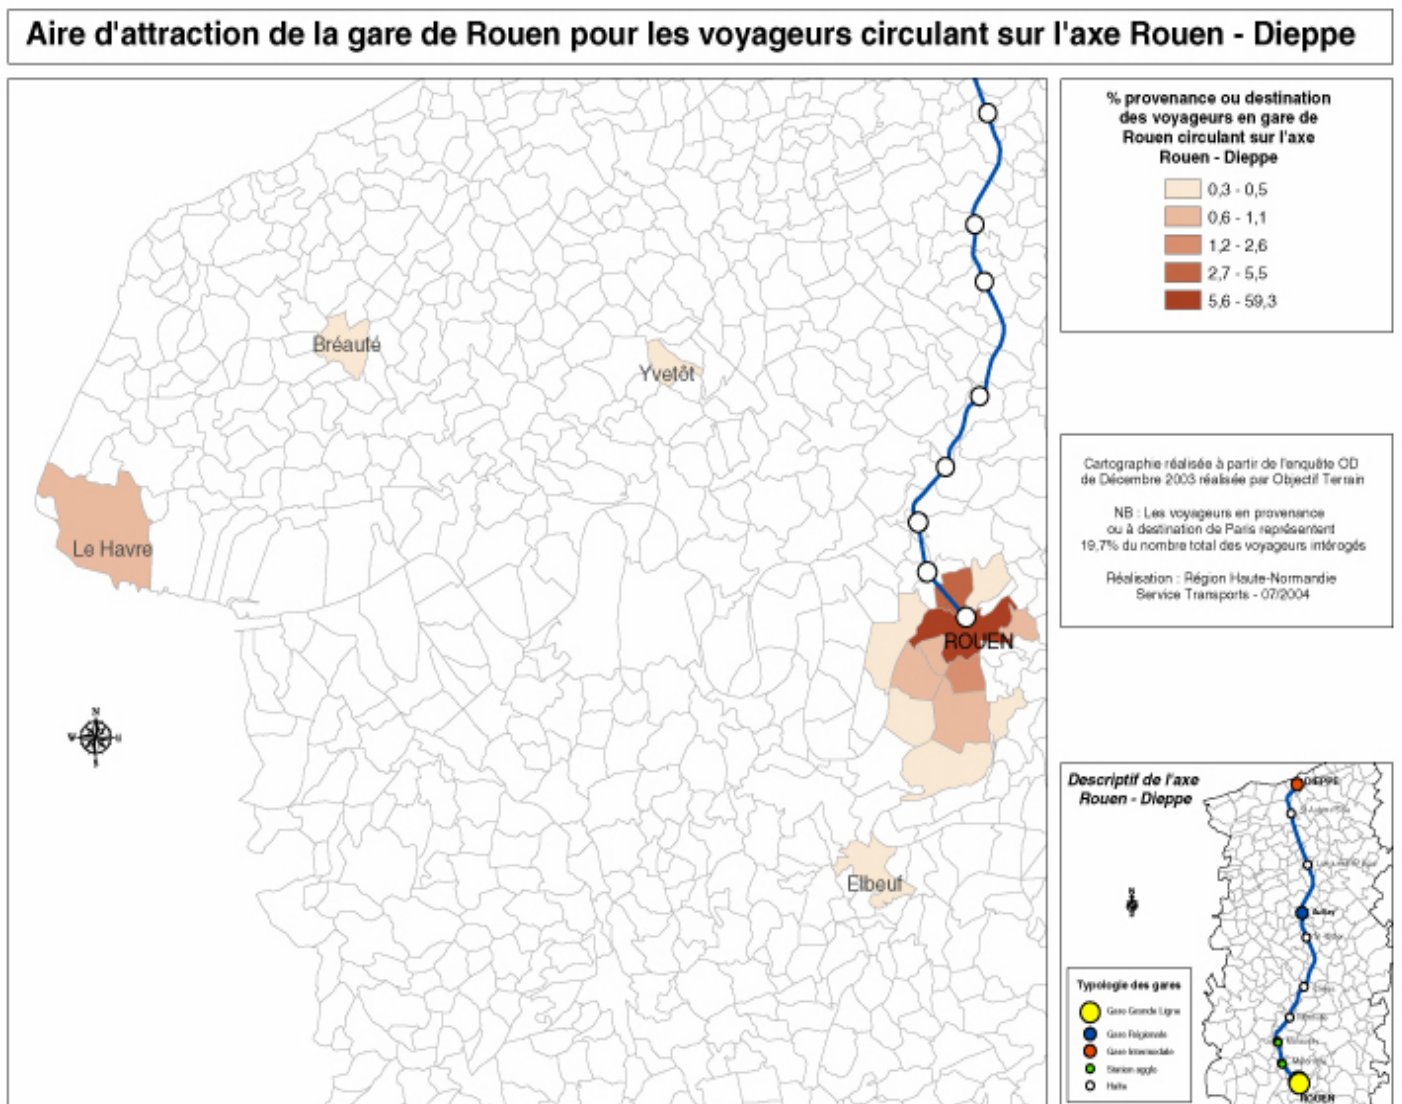 Aire d'attraction de la gare de Rouen pour les voyageurs circulant sur l'axe Rouen - Dieppe
% provenance ou destination
des voyageurs en gare de
Rouen circulant sur l'axe
Rouen - Dieppe
0,3 - 0,5
0,6 - 1,1
1,2 - 2,6
2,7 - 5,5
5,6 - 59,3
Bréauté
Yvetôt
Le Havre
ROUEN
Elbeuf
N
Cartographie réalisée à partir de l'enquête OD
de Décembre 2003 réalisée par Objectif Terrain
NB : Les voyageurs en provenance
ou à destination de Paris représentent
19,7% du nombre total des voyageurs intérogés
Réalisation : Région Haute-Normandie
Service Transports - 07/2004
Descriptif de l'axe
Rouen - Dieppe
DIEPPE
Auffay
ROUEN
Typologie des gares
Gare Grande Ligne
Gare Régionale
Gare Intermodale
Station agglo
Halte